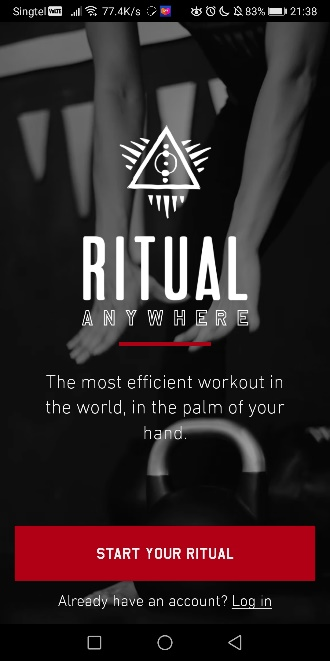 Singtel VoLTE 77.4K/s 83% 21:38
RITUAL
ANYWHERE
The most efficient workout in
the world, in the palm of your
hand.
START YOUR RITUAL
Already have an account? Log in